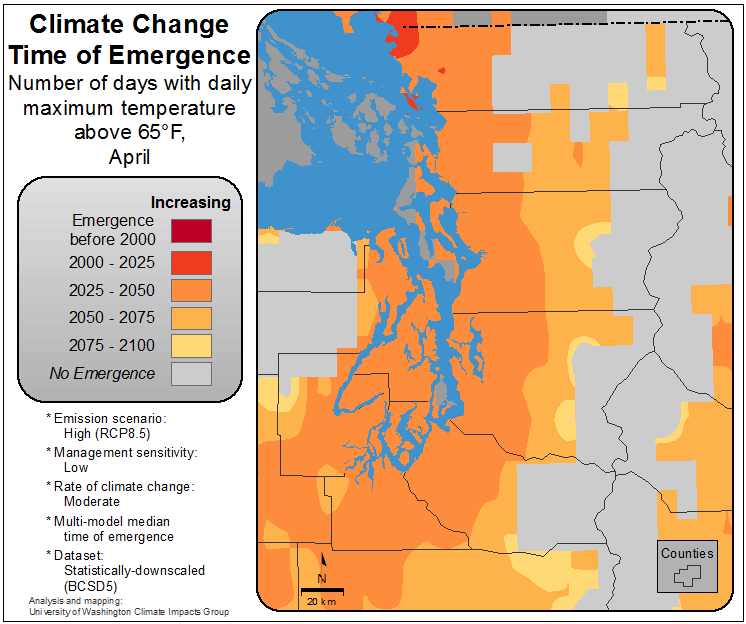 Climate Change
Time of Emergence
Number of days with daily
maximum temperature
above 65°F,
April
Increasing
Emergence
before 2000
2000 - 2025
2025 - 2050
2050 - 2075
2075 - 2100
No Emergence
* Emission scenario:
High (RCP8.5)
* Management sensitivity:
Low
* Rate of climate change:
Moderate
* Multi-model median
time of emergence
* Dataset:
Statistically-downscaled
(BCSD5)
Analysis and mapping:
University of Washington Climate Impacts Group
N
20 km
Counties